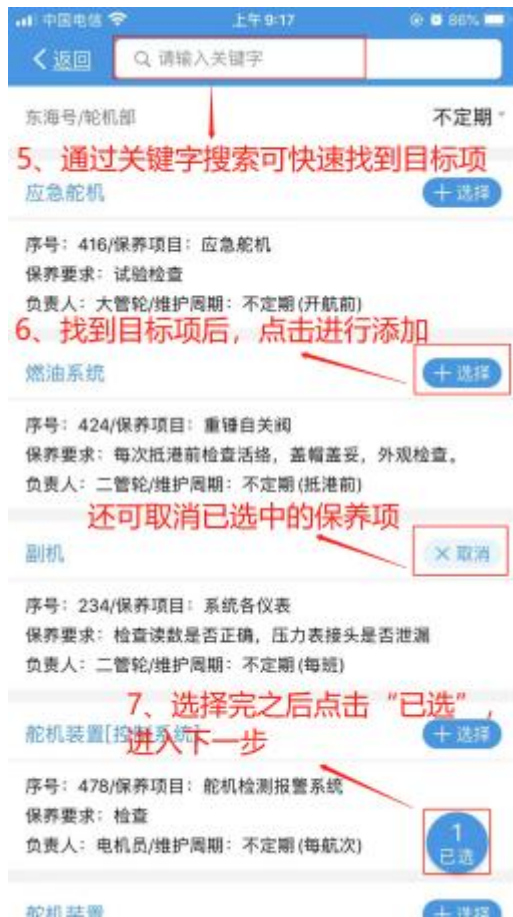 中国电信 上午9:17 86%
返回 请输入关键字
东海号/轮机部 不定期
5、通过关键字搜索可快速找到目标项
应急舵机 +选择
序号：416/保养项目：应急舵机
保养要求：试验检查
负责人：大管轮/维护周期：不定期(开航前)
6、找到目标项后，点击进行添加
燃油系统 +选择
序号：424/保养项目：重锤自关阀
保养要求：每次抵港前检查活络，盖帽盖妥，外观检查。
负责人：二管轮/维护周期：不定期(抵港前)
还可取消已选中的保养项
副机 ×取消
序号：234/保养项目：系统各仪表
保养要求：检查读数是否正确，压力表接头是否泄漏
负责人：二管轮/维护周期：不定期(每班)
7、选择完之后点击“已选”，
舵机装置[控制系统] +选择
进入下一步
序号：478/保养项目：舵机检测报警系统
保养要求：检查
负责人：电机员/维护周期：不定期(每航次)
1
已选
舵机装置 +选择